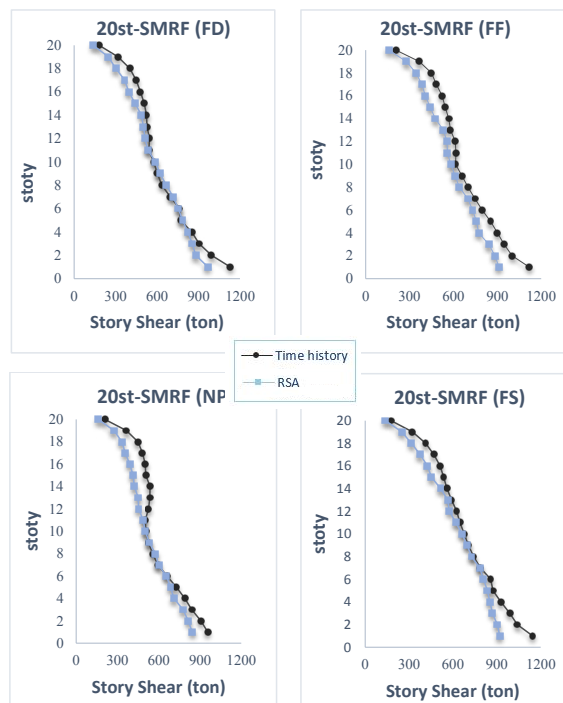 20st-SMRF (FD)
20
18
16
14
12
10
8
6
4
2
0
stoty
0 300 600 900 1200
Story Shear (ton)
20st-SMRF (FF)
20
18
16
14
12
10
8
6
4
2
0
stoty
0 300 600 900 1200
Story Shear (ton)
Time history
RSA
20st-SMRF (NP
20
18
16
14
12
10
8
6
4
2
0
stoty
0 300 600 900 1200
Story Shear (ton)
20st-SMRF (FS)
20
18
16
14
12
10
8
6
4
2
0
stoty
0 300 600 900 1200
Story Shear (ton)